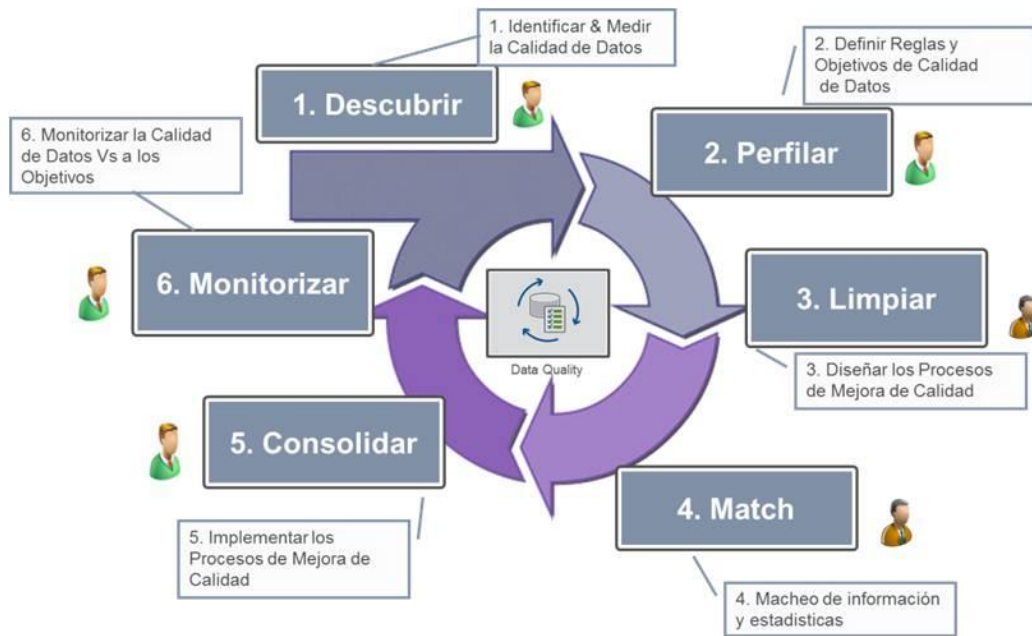 1. Identificar & Medir
la Calidad de Datos
1. Descubrir
2. Definir Reglas y
Objetivos de Calidad
de Datos
2. Perfilar
6. Monitorizar la Calidad
de Datos Vs a los
Objetivos
6. Monitorizar
3. Limpiar
3. Diseñar los Procesos
de Mejora de Calidad
Data Quality
5. Consolidar
5. Implementar los
Procesos de Mejora de
Calidad
4. Match
4. Macheo de información
y estadisticas